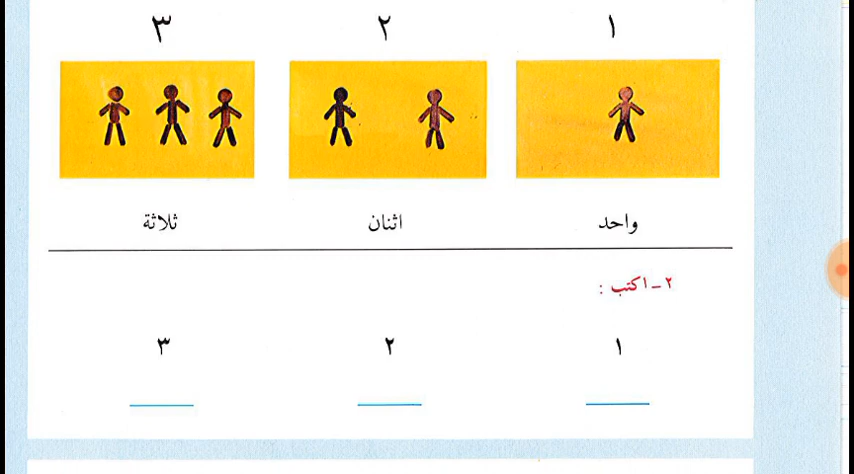 ١ ٢ ٣
واحد اثنان ثلاثة
٢ - اكتب :
١ ٢ ٣